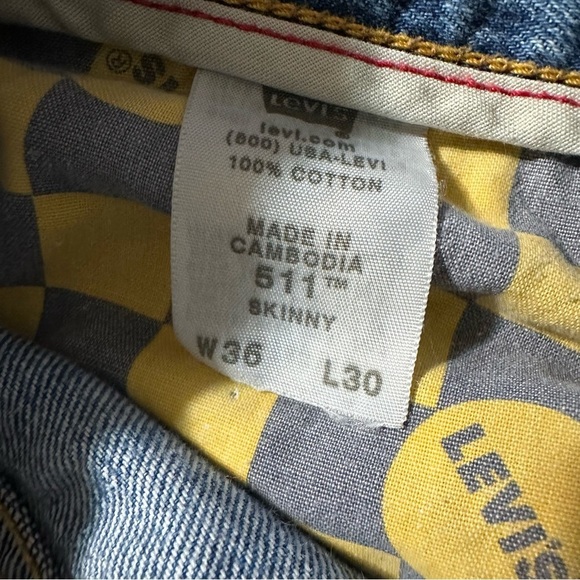 S.
LEVI'S
levi.com
(800) USA-LEVI
100% COTTON
MADE IN
CAMBODIA
511™
SKINNY
W36 L30
LEVI'S